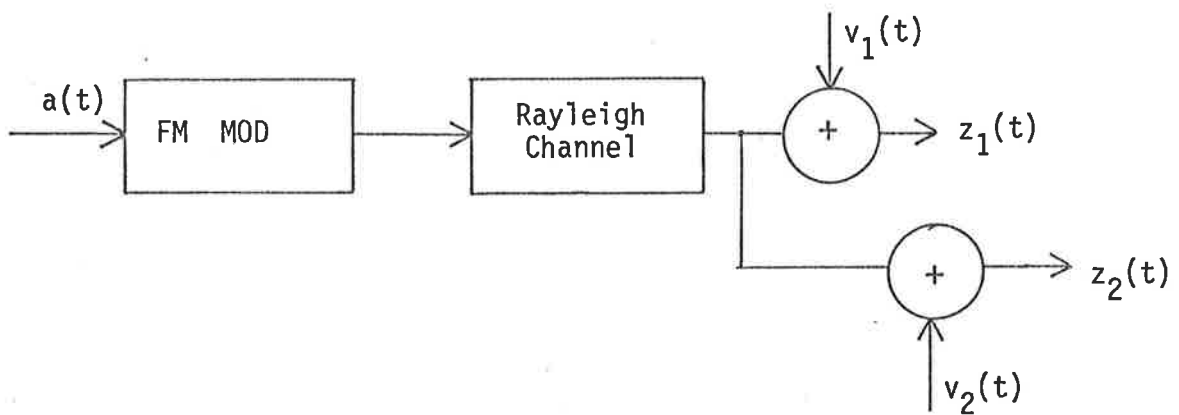 v1(t)
a(t)
FM MOD
Rayleigh
Channel
+
z1(t)
+
z2(t)
v2(t)